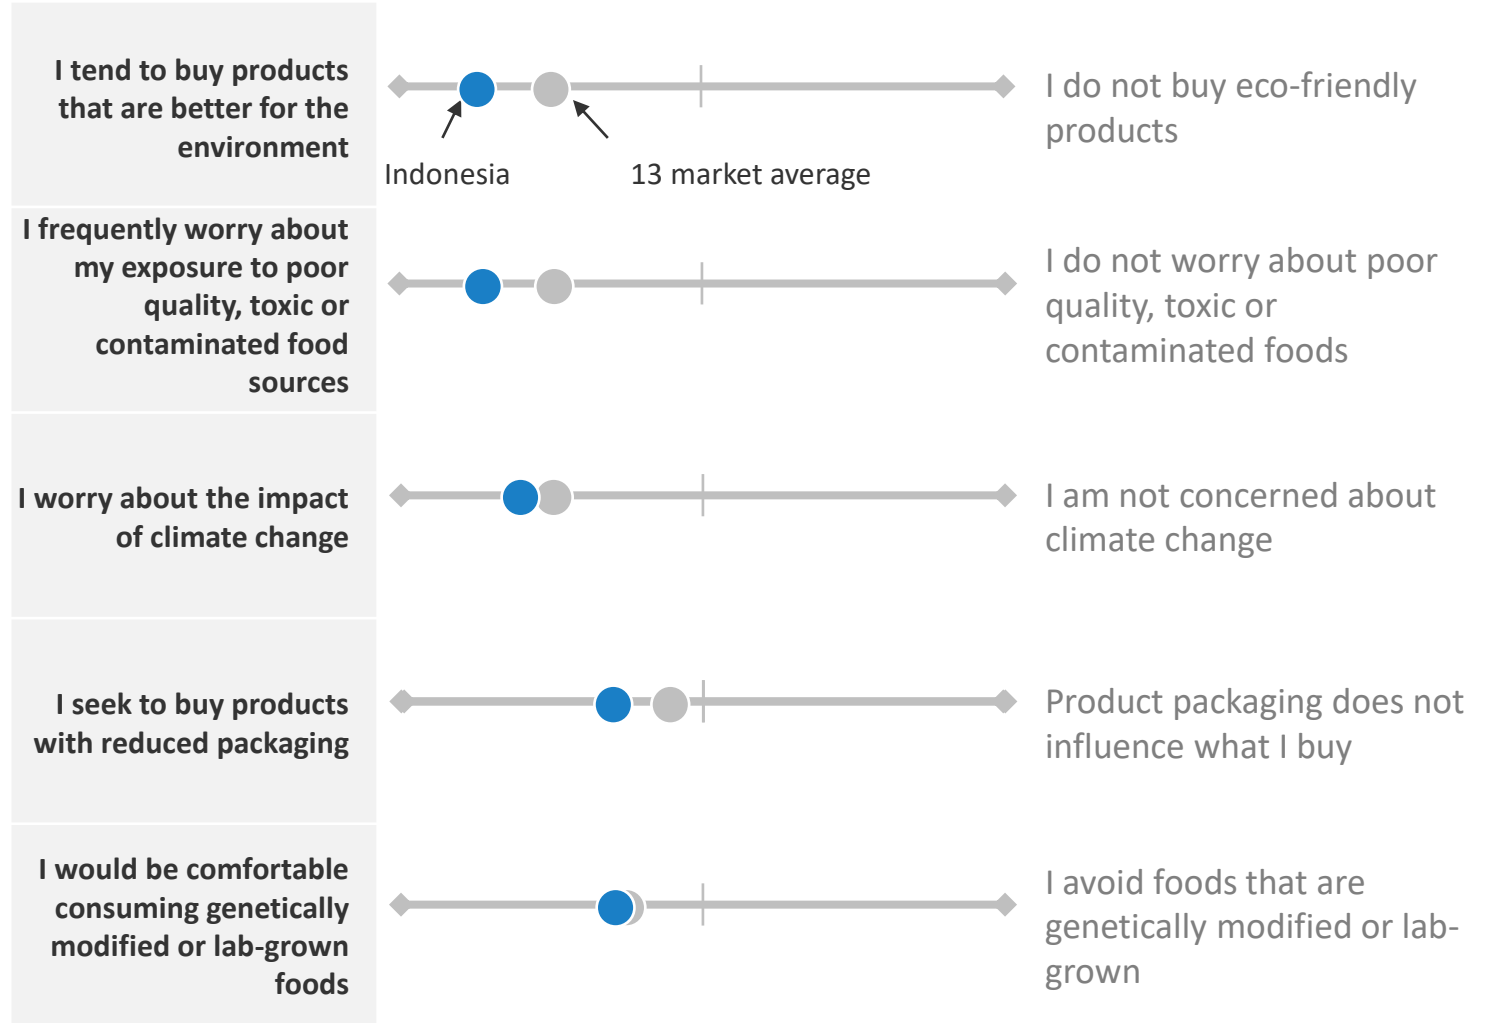 I tend to buy products
that are better for the
environment
I do not buy eco-friendly
products
Indonesia
13 market average
I frequently worry about
my exposure to poor
quality, toxic or
contaminated food
sources
I do not worry about poor
quality, toxic or
contaminated foods
I worry about the impact
of climate change
I am not concerned about
climate change
I seek to buy products
with reduced packaging
Product packaging does not
influence what I buy
I would be comfortable
consuming genetically
modified or lab-grown
foods
I avoid foods that are
genetically modified or lab-
grown